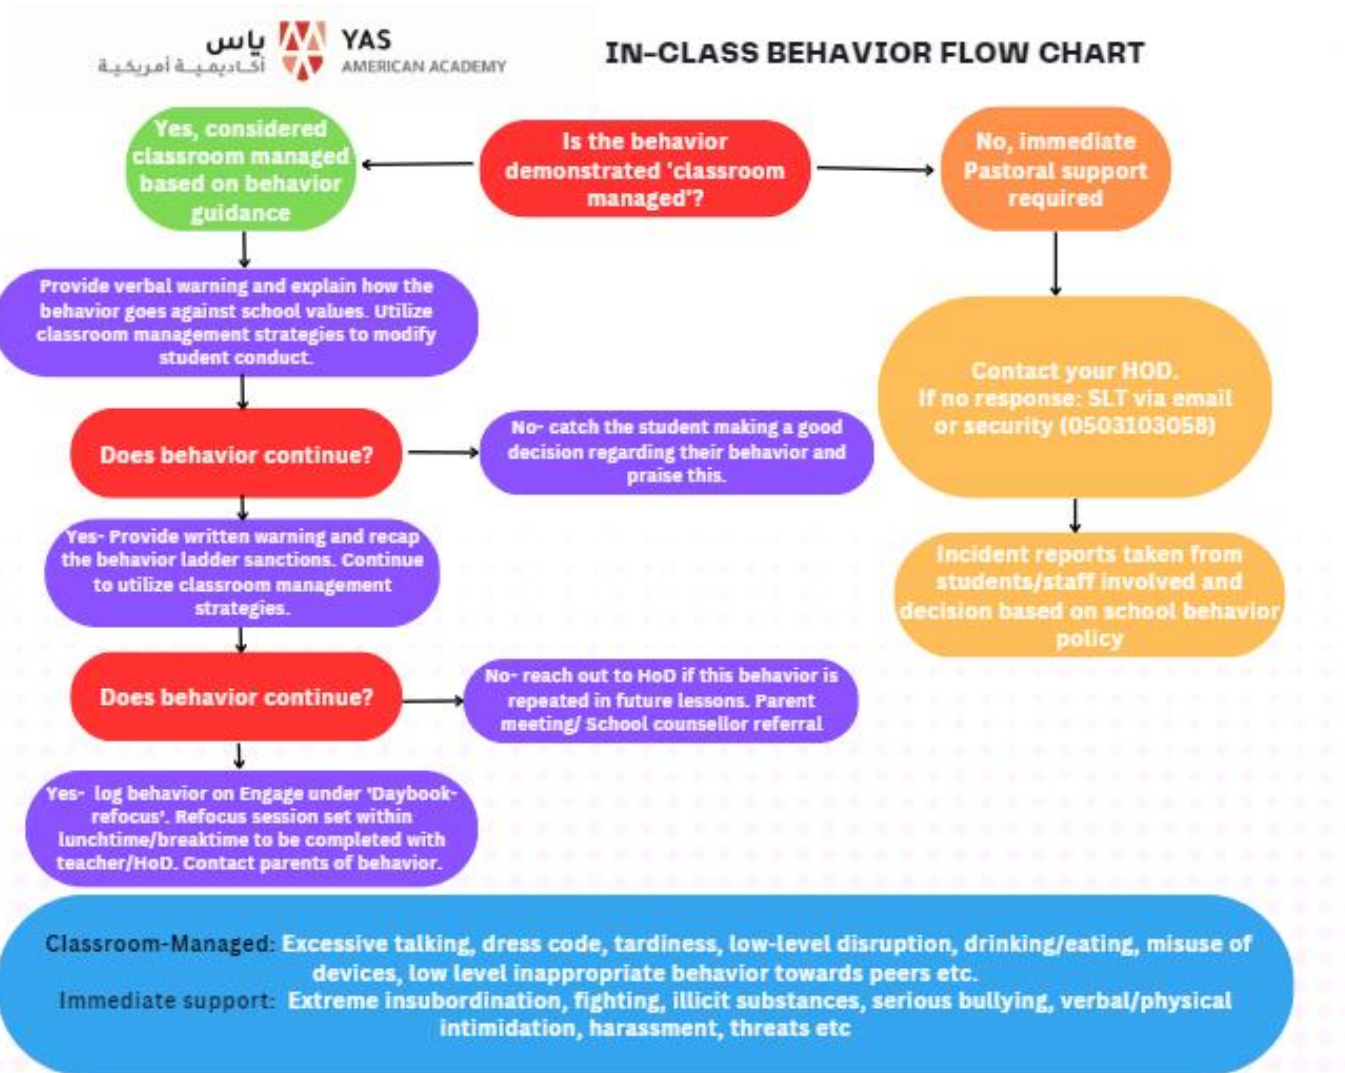 ياس
أكاديمية أمريكية
YAS
AMERICAN ACADEMY
IN-CLASS BEHAVIOR FLOW CHART
Yes, considered
classroom managed
based on behavior
guidance
Is the behavior
demonstrated 'classroom
managed'?
No, immediate
Pastoral support
required
Provide verbal warning and explain how the
behavior goes against school values. Utilize
classroom management strategies to modify
student conduct.
Contact your HOD.
If no response: SLT via email
or security (0503103058)
Does behavior continue?
No- catch the student making a good
decision regarding their behavior and
praise this.
Yes- Provide written warning and recap
the behavior ladder sanctions. Continue
to utilize classroom management
strategies.
Incident reports taken from
students/staff involved and
decision based on school behavior
policy
Does behavior continue?
No- reach out to HoD if this behavior is
repeated in future lessons. Parent
meeting/ School counsellor referral
Yes- log behavior on Engage under 'Daybook-
refocus'. Refocus session set within
lunchtime/breaktime to be completed with
teacher/HoD. Contact parents of behavior.
Classroom-Managed: Excessive talking, dress code, tardiness, low-level disruption, drinking/eating, misuse of
devices, low level inappropriate behavior towards peers etc.
Immediate support: Extreme insubordination, fighting, illicit substances, serious bullying, verbal/physical
intimidation, harassment, threats etc